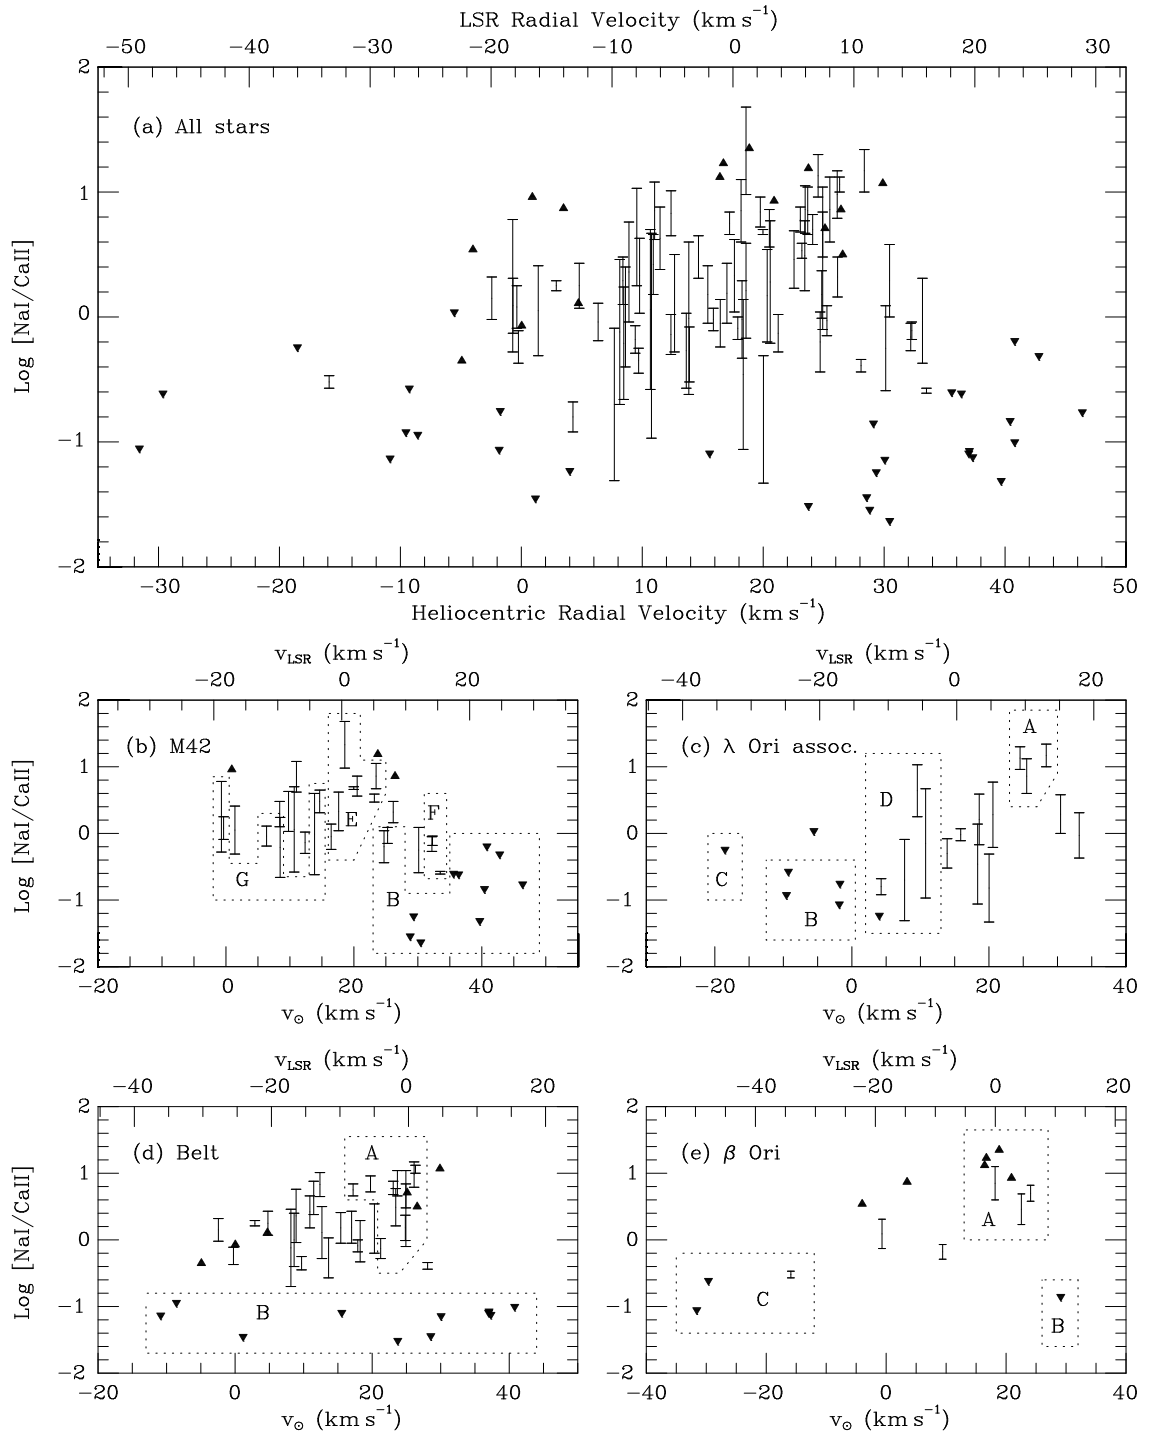 LSR Radial Velocity (km s⁻¹)
−50 −40 −30 −20 −10 0 10 20 30
(a) All stars
Log [NaI/CaII]
2
1
0
−1
−2
−30 −20 −10 0 10 20 30 40 50
Heliocentric Radial Velocity (km s⁻¹)
v_LSR (km s⁻¹)
−20 0 20
(b) M42
Log [NaI/CaII]
2
1
0
−1
−2
E
F
G
B
−20 0 20 40
v_⊙ (km s⁻¹)
v_LSR (km s⁻¹)
−40 −20 0 20
(c) λ Ori assoc.
2
1
0
−1
−2
A
D
C
B
−20 0 20 40
v_⊙ (km s⁻¹)
v_LSR (km s⁻¹)
−40 −20 0 20
(d) Belt
Log [NaI/CaII]
2
1
0
−1
−2
A
B
−20 0 20 40
v_⊙ (km s⁻¹)
v_LSR (km s⁻¹)
−40 −20 0 20
(e) β Ori
2
1
0
−1
−2
A
C
B
−40 −20 0 20 40
v_⊙ (km s⁻¹)